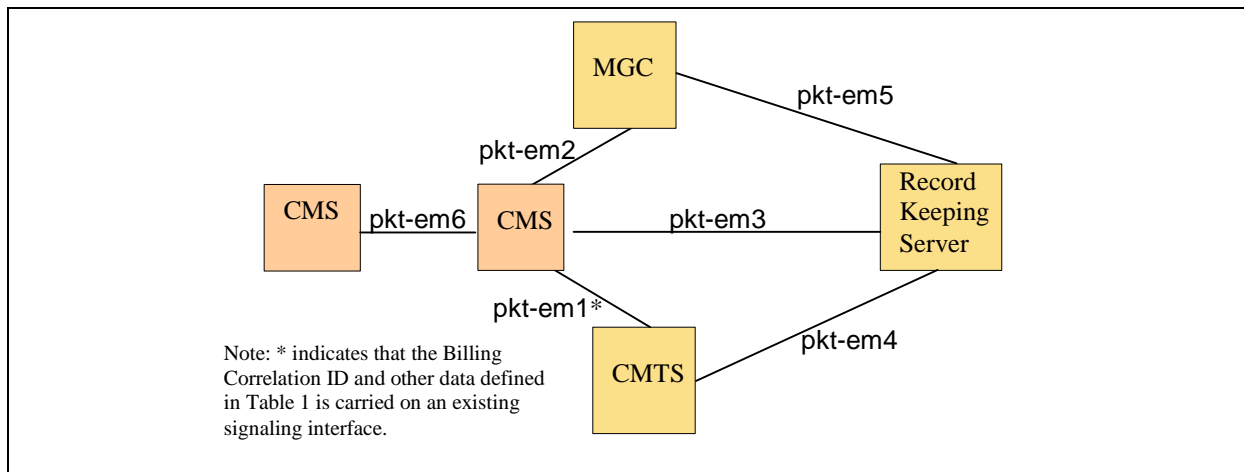 MGC
pkt-em5
pkt-em2
Record
Keeping
Server
CMS
pkt-em6
CMS
pkt-em3
pkt-em1*
pkt-em4
CMTS
Note: * indicates that the Billing
Correlation ID and other data defined
in Table 1 is carried on an existing
signaling interface.